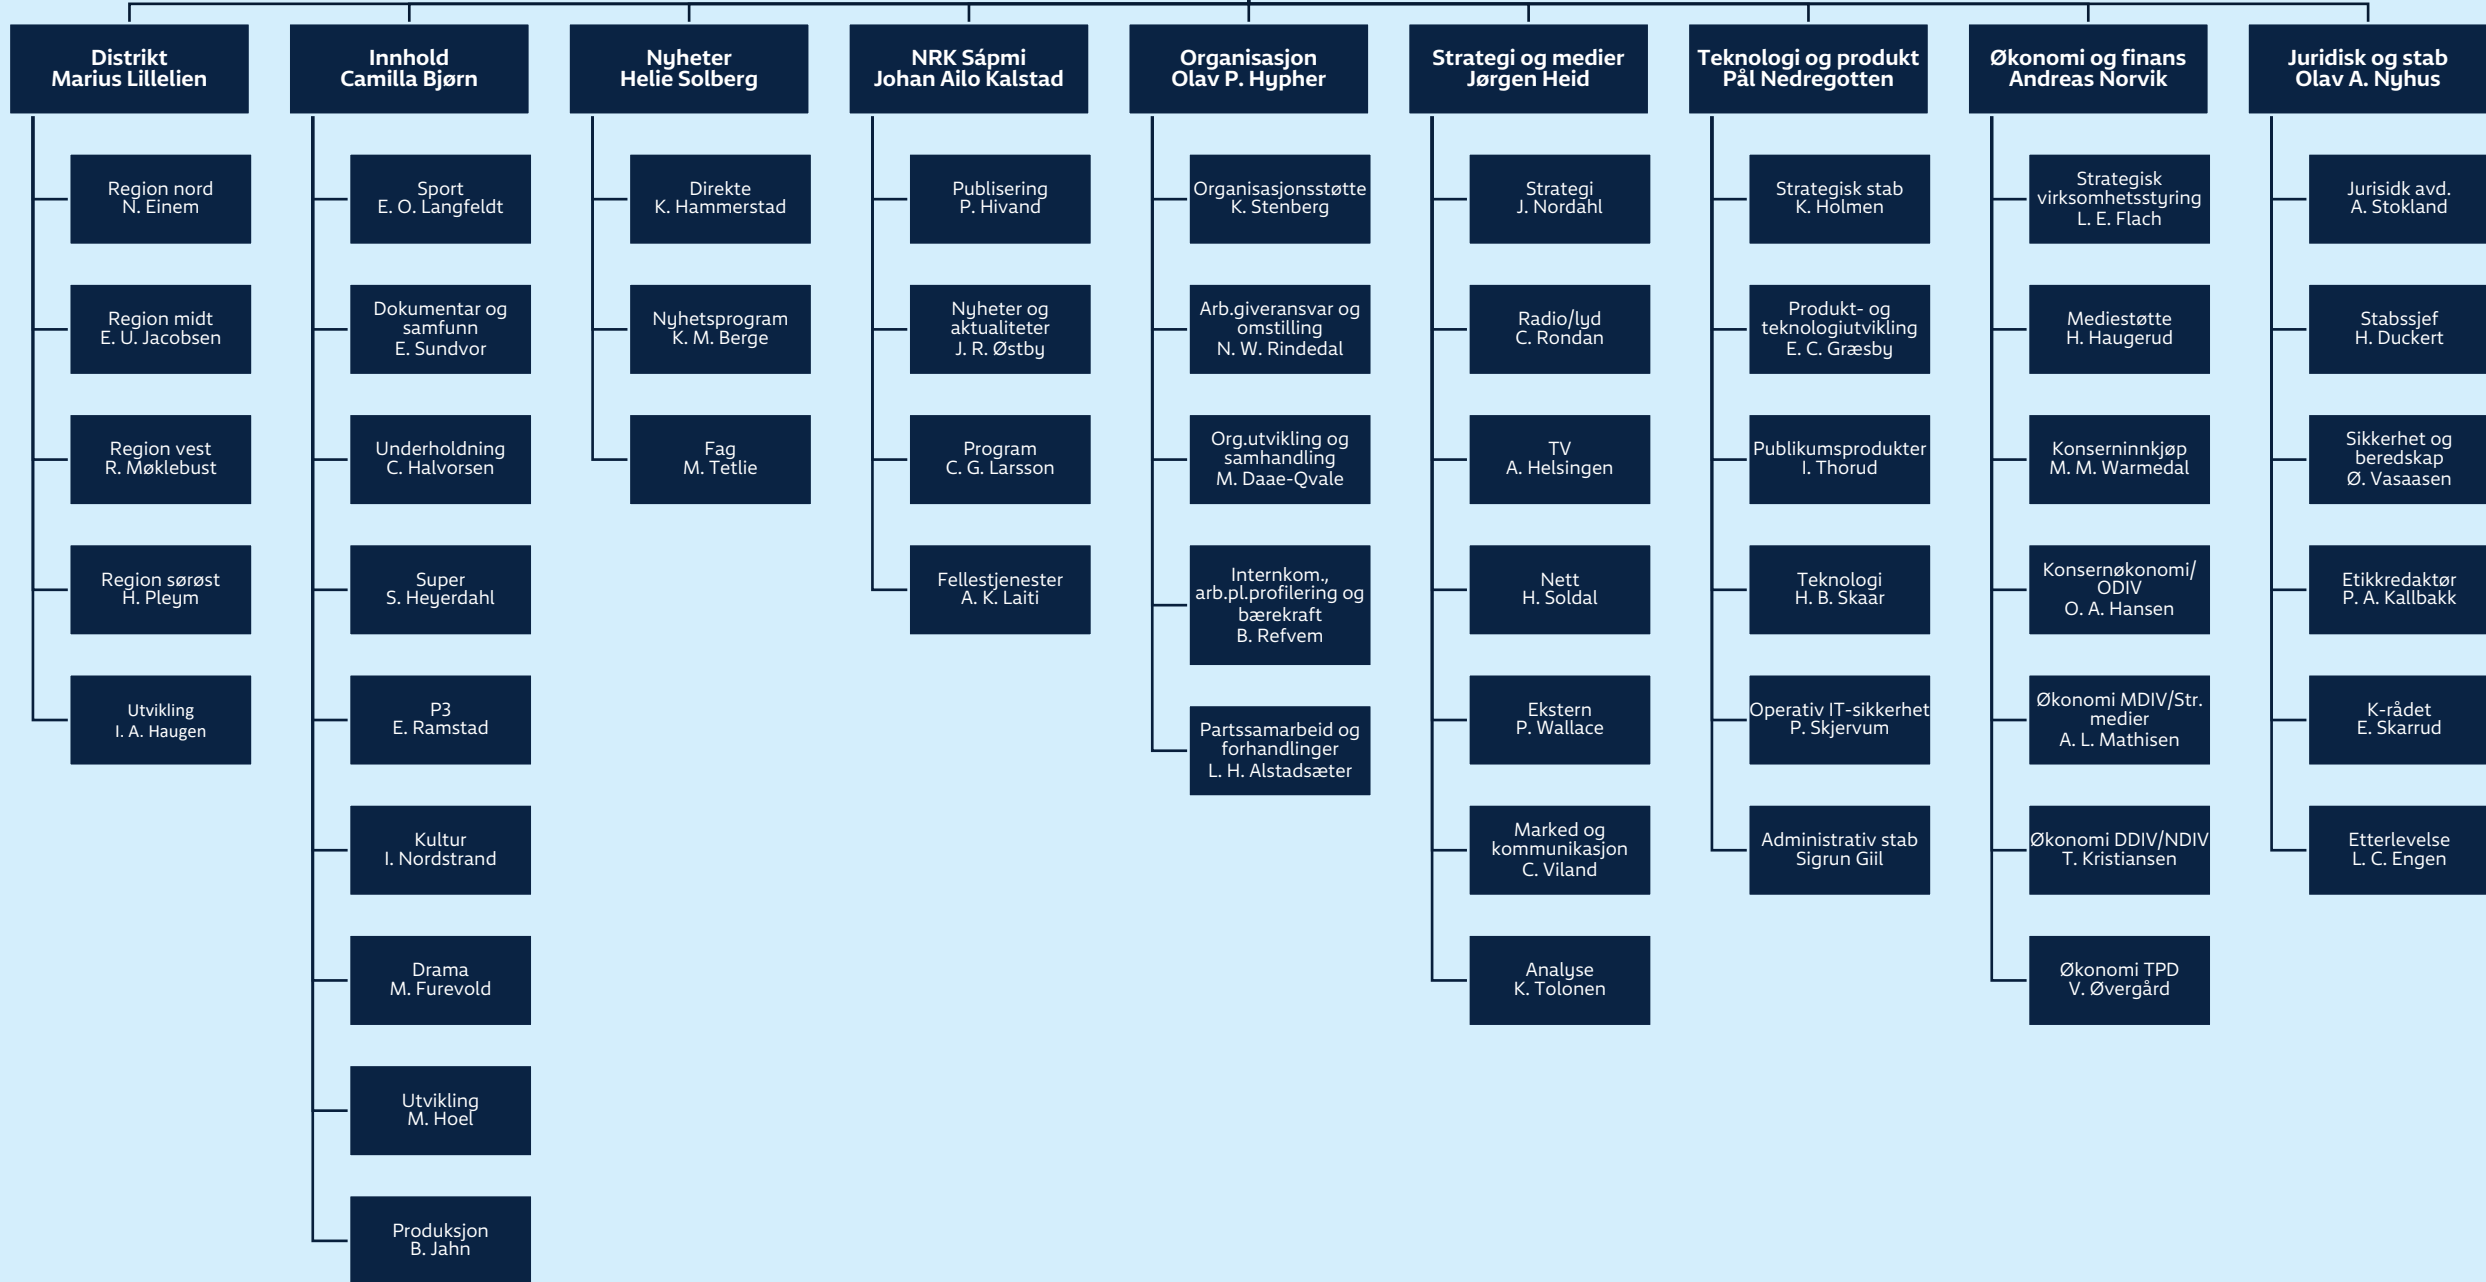 Distrikt
Marius Lillelien
Region nord
N. Einem
Region midt
E. U. Jacobsen
Region vest
R. Møklebust
Region sørøst
H. Pleym
Utvikling
I. A. Haugen
Innhold
Camilla Bjørn
Sport
E. O. Langfeldt
Dokumentar og
samfunn
E. Sundvor
Underholdning
C. Halvorsen
Super
S. Heyerdahl
P3
E. Ramstad
Kultur
I. Nordstrand
Drama
M. Furevold
Utvikling
M. Hoel
Produksjon
B. Jahn
Nyheter
Helie Solberg
Direkte
K. Hammerstad
Nyhetsprogram
K. M. Berge
Fag
M. Tetlie
NRK Sápmi
Johan Ailo Kalstad
Publisering
P. Hivand
Nyheter og
aktualiteter
J. R. Østby
Program
C. G. Larsson
Fellestjenester
A. K. Laiti
Organisasjon
Olav P. Hypher
Organisasjonsstøtte
K. Stenberg
Arb.giveransvar og
omstilling
N. W. Rindedal
Org.utvikling og
samhandling
M. Daae-Qvale
Internkom.,
arb.pl.profilering og
bærekraft
B. Refvem
Partssamarbeid og
forhandlinger
L. H. Alstadsæter
Strategi og medier
Jørgen Heid
Strategi
J. Nordahl
Radio/lyd
C. Rondan
TV
A. Helsingen
Nett
H. Soldal
Ekstern
P. Wallace
Marked og
kommunikasjon
C. Viland
Analyse
K. Tolonen
Teknologi og produkt
Pål Nedregotten
Strategisk stab
K. Holmen
Produkt- og
teknologiutvikling
E. C. Græsby
Publikumsprodukter
I. Thorud
Teknologi
H. B. Skaar
Operativ IT-sikkerhet
P. Skjervum
Administrativ stab
Sigrun Giil
Økonomi og finans
Andreas Norvik
Strategisk
virksomhetsstyring
L. E. Flach
Mediestøtte
H. Haugerud
Konserninnkjøp
M. M. Warmedal
Konsernøkonomi/
ODIV
O. A. Hansen
Økonomi MDIV/Str.
medier
A. L. Mathisen
Økonomi DDIV/NDIV
T. Kristiansen
Økonomi TPD
V. Øvergård
Juridisk og stab
Olav A. Nyhus
Jurisidk avd.
A. Stokland
Stabssjef
H. Duckert
Sikkerhet og
beredskap
Ø. Vasaasen
Etikkredaktør
P. A. Kallbakk
K-rådet
E. Skarrud
Etterlevelse
L. C. Engen